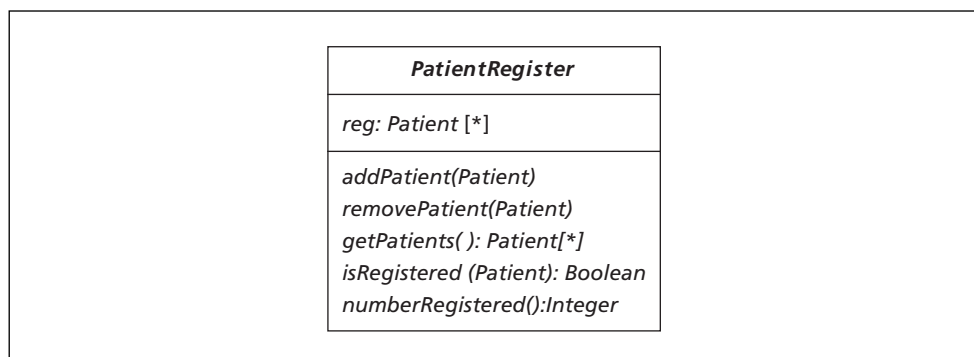 PatientRegister
reg: Patient [*]
addPatient(Patient)
removePatient(Patient)
getPatients( ): Patient[*]
isRegistered (Patient): Boolean
numberRegistered():Integer